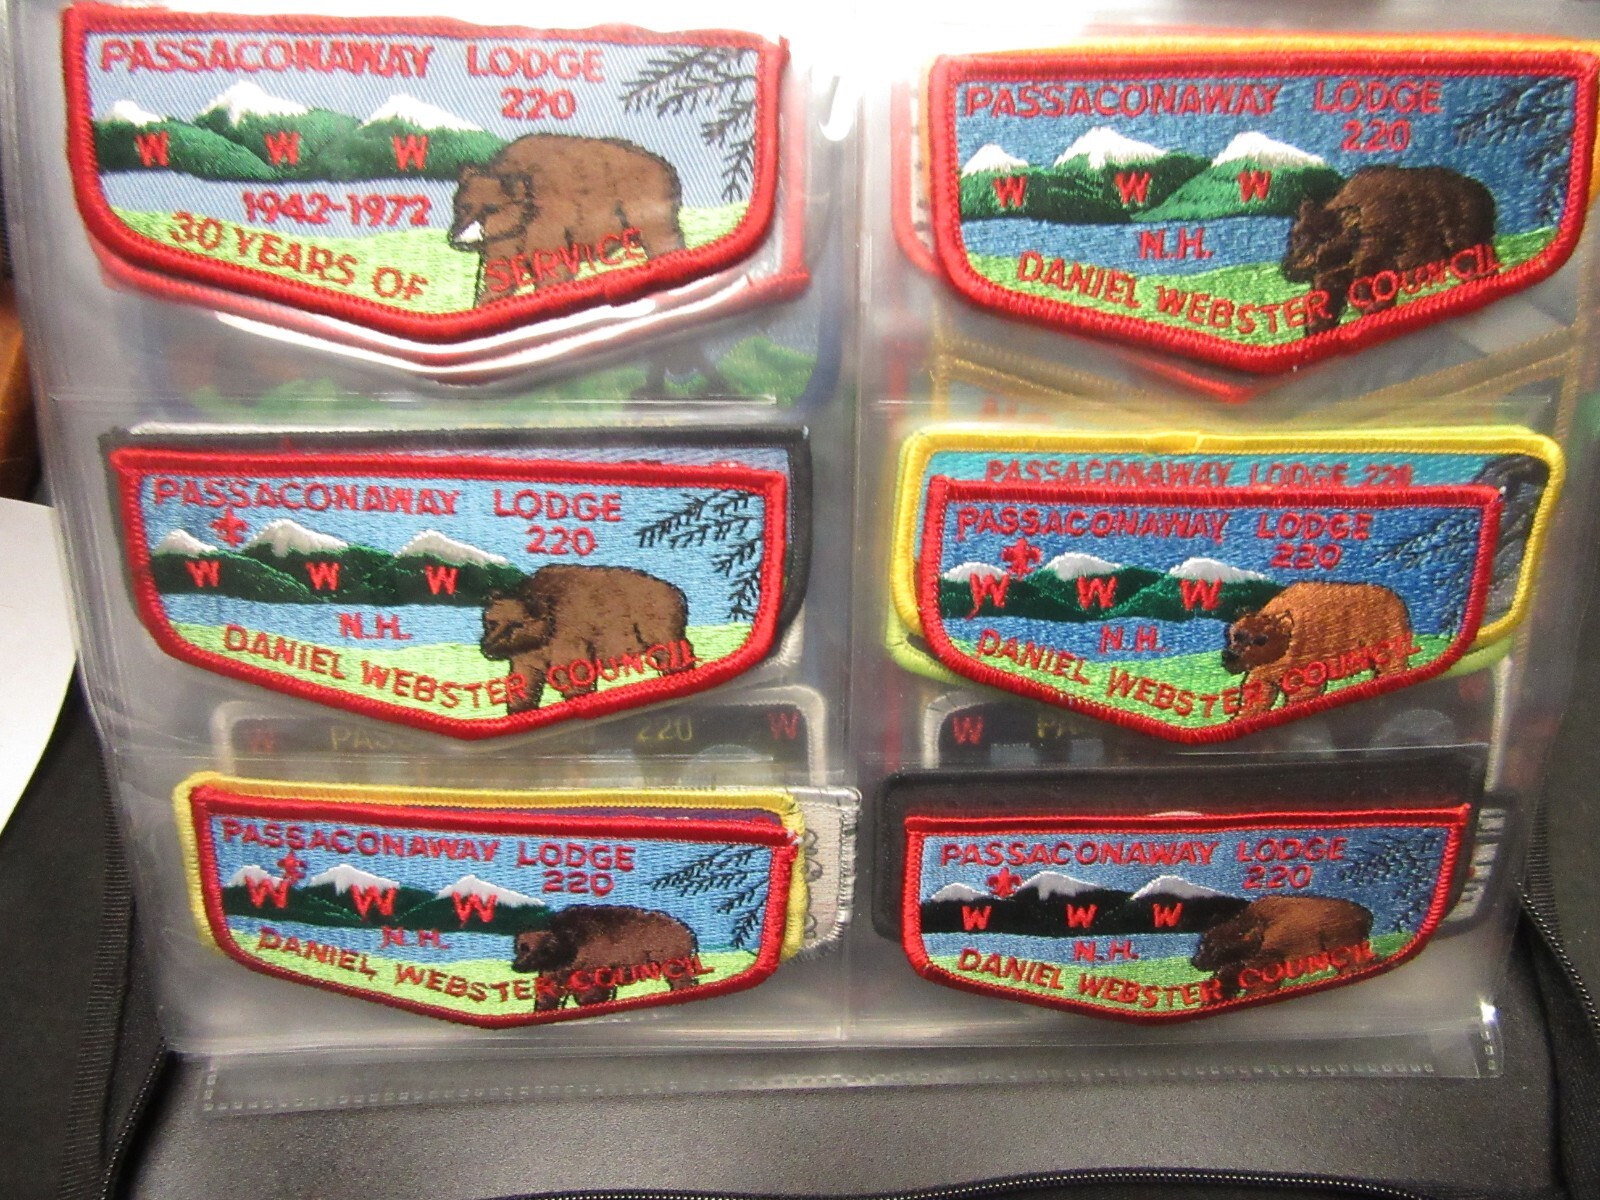 PASSACONAWAY LODGE
220
W W W
1942-1972
30 YEARS OF SERVICE
PASSACONAWAY LODGE
220
W W W
N.H.
DANIEL WEBSTER COUNCIL
PASSACONAWAY LODGE
220
W W W
N.H.
DANIEL WEBSTER COUNCIL
PASSACONAWAY LODGE 220
PASSACONAWAY LODGE
220
W W W
N.H.
DANIEL WEBSTER COUNCIL
W 220 W
W
PASSACONAWAY LODGE
220
W W W
N.H.
DANIEL WEBSTER COUNCIL
PASSACONAWAY LODGE
220
W W W
N.H.
DANIEL WEBSTER COUNCIL